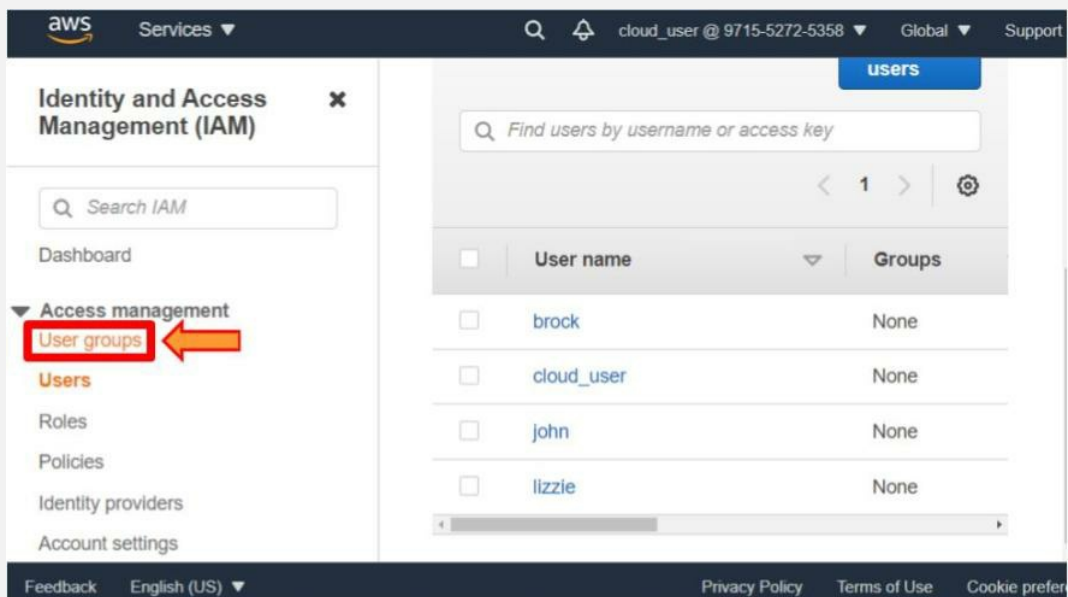 aws Services ▼ cloud_user @ 9715-5272-5358 ▼ Global ▼ Support
Identity and Access
Management (IAM)
Search IAM
Dashboard
Access management
User groups
Users
Roles
Policies
Identity providers
Account settings
users
Find users by username or access key
< 1 >
User name Groups
brock None
cloud_user None
john None
lizzie None
Feedback English (US) ▼ Privacy Policy Terms of Use Cookie prefer